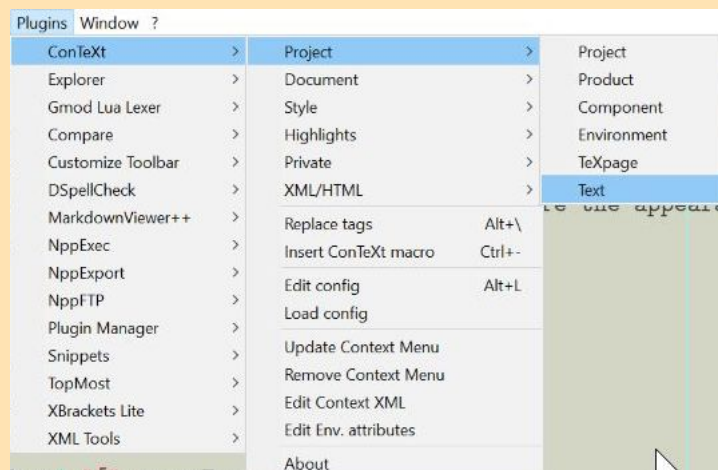 Plugins Window ?
ConTeXt
Explorer
Gmod Lua Lexer
Compare
Customize Toolbar
DSpellCheck
MarkdownViewer++
NppExec
NppExport
NppFTP
Plugin Manager
Snippets
TopMost
XBrackets Lite
XML Tools
Project
Document
Style
Highlights
Private
XML/HTML
Replace tags Alt+\
Insert ConTeXt macro Ctrl+-
Edit config Alt+L
Load config
Update Context Menu
Remove Context Menu
Edit Context XML
Edit Env. attributes
About
Project
Product
Component
Environment
TeXpage
Text
the